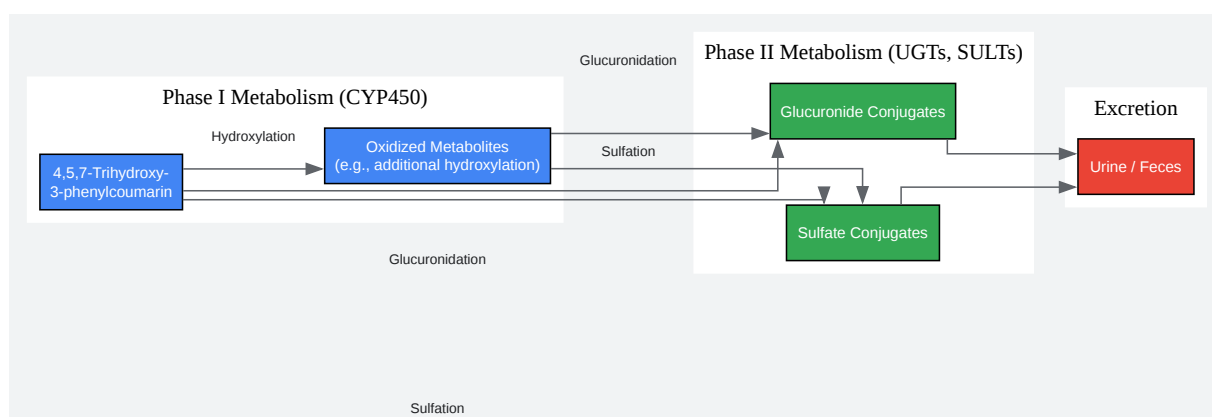 Phase I Metabolism (CYP450)
Hydroxylation
4,5,7-Trihydroxy-
3-phenylcoumarin
Oxidized Metabolites
(e.g., additional hydroxylation)
Glucuronidation
Sulfation
Glucuronidation
Sulfation
Phase II Metabolism (UGTs, SULTs)
Glucuronide Conjugates
Sulfate Conjugates
Excretion
Urine / Feces